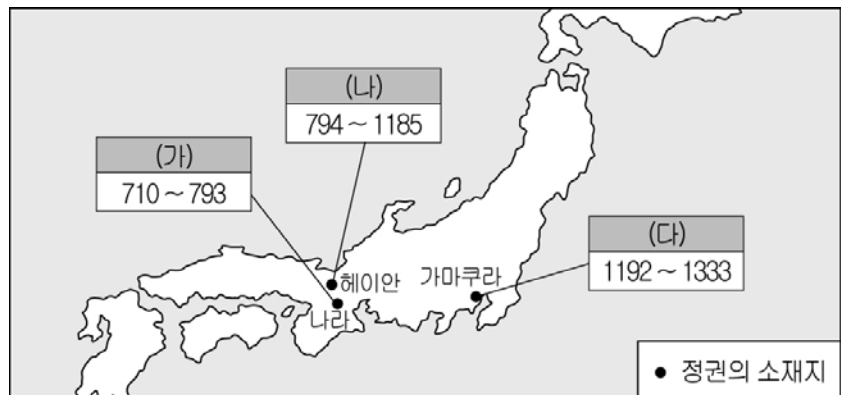 (나)
794 ~ 1185
(가)
710 ~ 793
(다)
1192 ~ 1333
헤이안
가마쿠라
나라
● 정권의 소재지